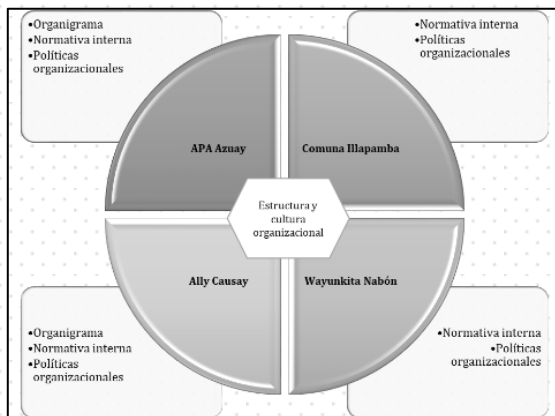 •Organigrama
•Normativa interna
•Políticas
organizacionales
•Normativa interna
•Políticas
organizacionales
APA Azuay
Comuna Illapamba
Estructura y
cultura
organizacional
Ally Causay
Wayunkita Nabón
•Organigrama
•Normativa interna
•Políticas
organizacionales
•Normativa interna
•Políticas
organizacionales